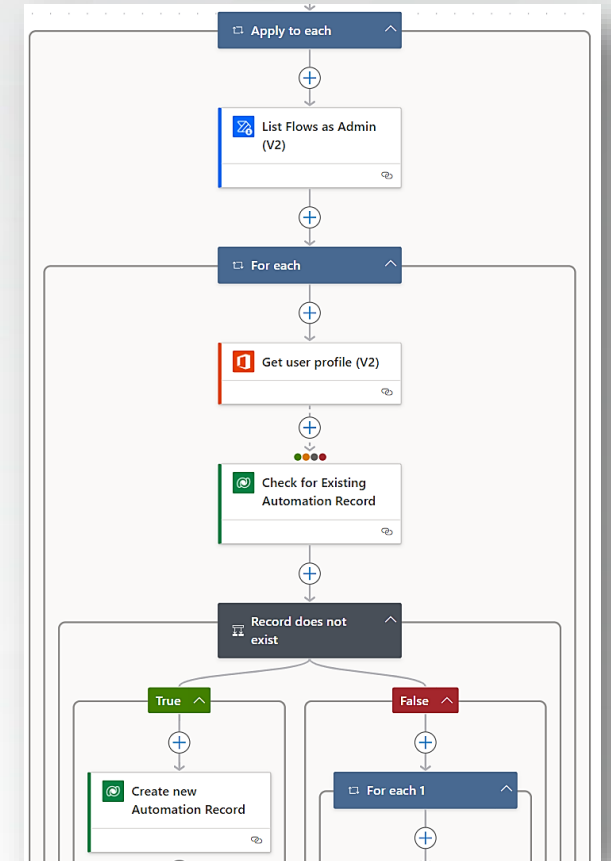 Apply to each
List Flows as Admin
(V2)
For each
Get user profile (V2)
Check for Existing
Automation Record
Record does not
exist
True
False
Create new
Automation Record
For each 1